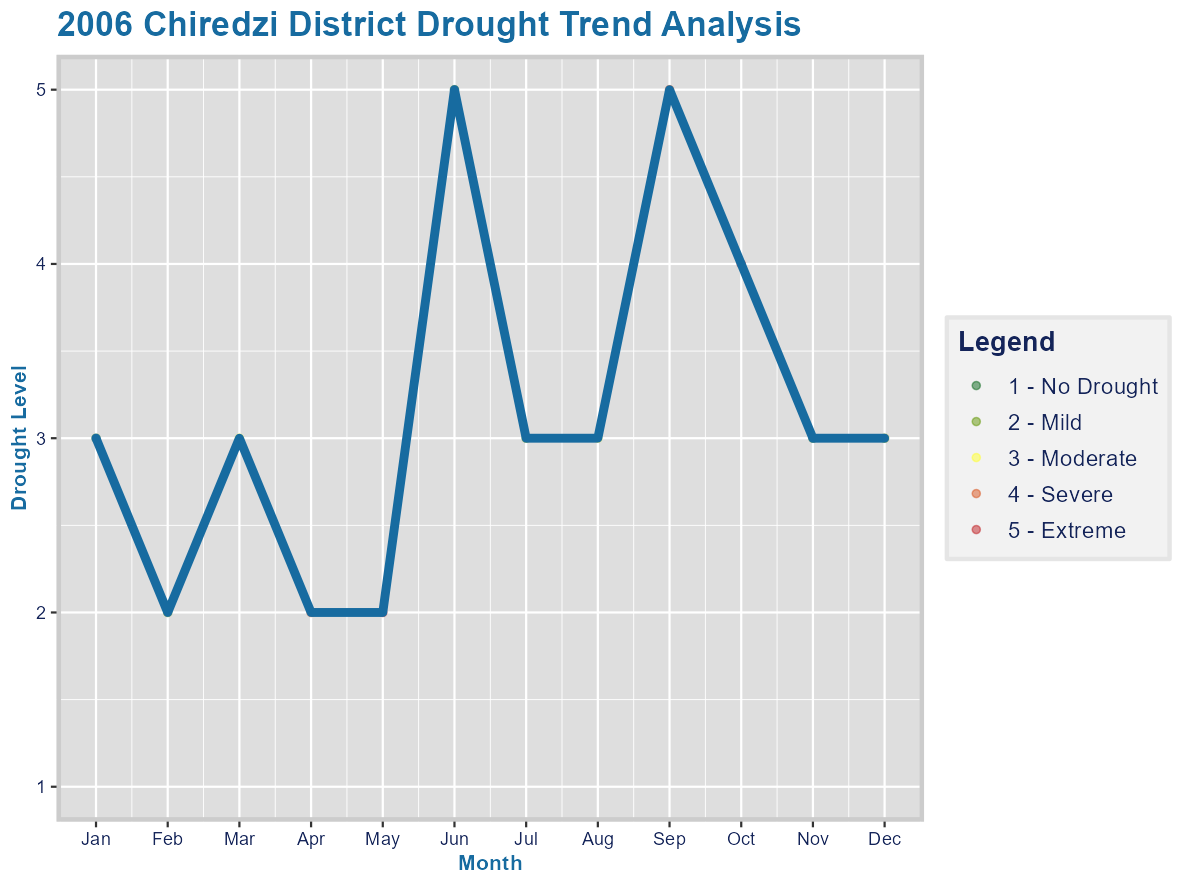 2006 Chiredzi District Drought Trend Analysis
5
4
3
2
1
Drought Level
Jan Feb Mar Apr May Jun Jul Aug Sep Oct Nov Dec
Month
Legend
1 - No Drought
2 - Mild
3 - Moderate
4 - Severe
5 - Extreme